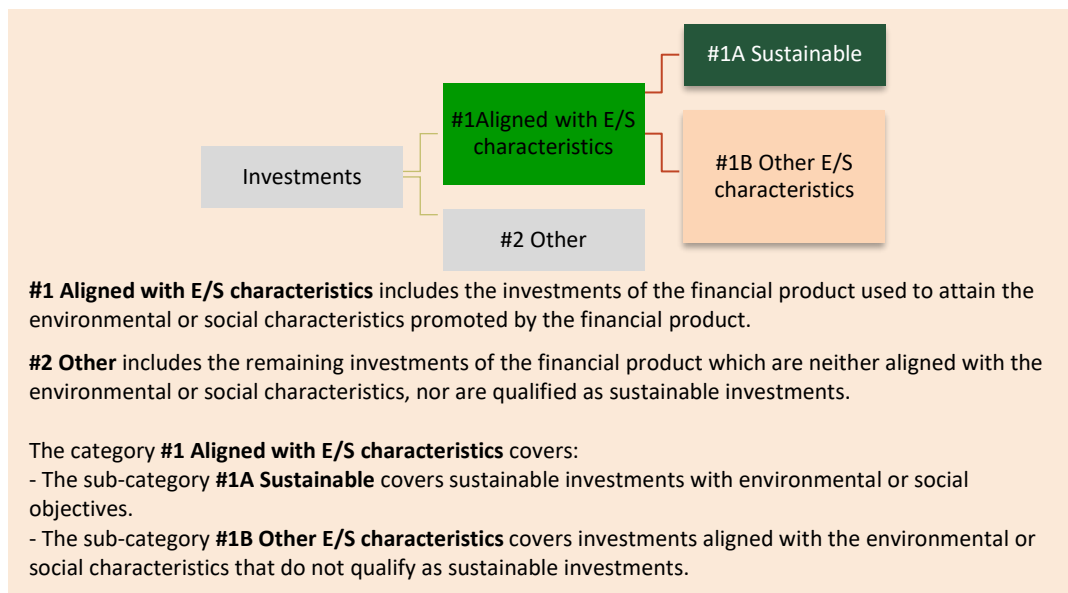 #1A Sustainable
#1Aligned with E/S
characteristics
#1B Other E/S
characteristics
Investments
#2 Other
#1 Aligned with E/S characteristics includes the investments of the financial product used to attain the
environmental or social characteristics promoted by the financial product.
#2 Other includes the remaining investments of the financial product which are neither aligned with the
environmental or social characteristics, nor are qualified as sustainable investments.
The category #1 Aligned with E/S characteristics covers:
- The sub-category #1A Sustainable covers sustainable investments with environmental or social
objectives.
- The sub-category #1B Other E/S characteristics covers investments aligned with the environmental or
social characteristics that do not qualify as sustainable investments.